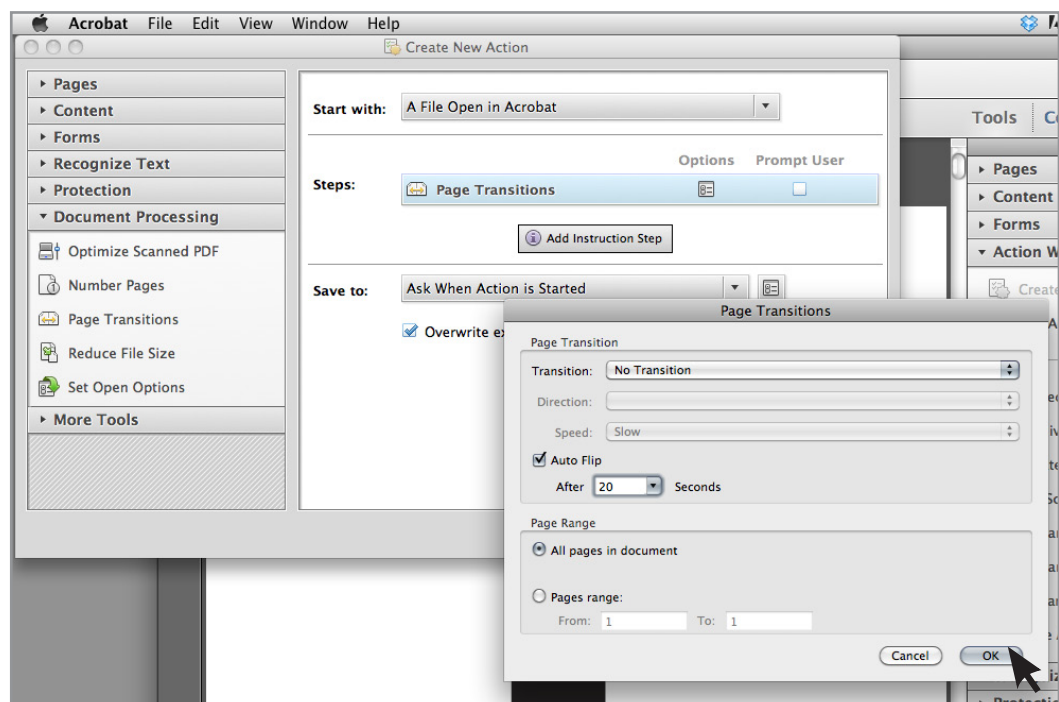 Acrobat File Edit View Window Help
Create New Action
Pages
Content
Forms
Recognize Text
Protection
Document Processing
Optimize Scanned PDF
Number Pages
Page Transitions
Reduce File Size
Set Open Options
More Tools
Start with: A File Open in Acrobat
Options Prompt User
Steps: Page Transitions
Add Instruction Step
Save to: Ask When Action is Started
Overwrite
Tools
Pages
Content
Forms
Action
Page Transitions
Page Transition
Transition: No Transition
Direction:
Speed: Slow
Auto Flip
After 20 Seconds
Page Range
All pages in document
Pages range:
From: 1 To: 1
Cancel OK